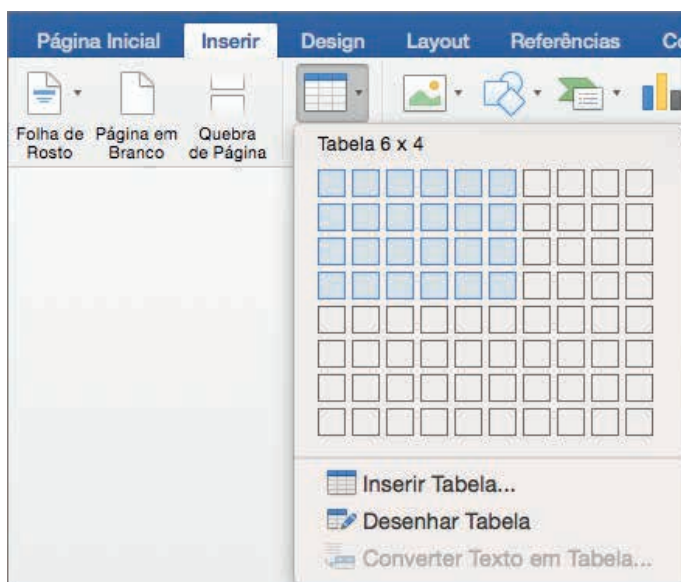 Página Inicial Inserir Design Layout Referências
Folha de Rosto Página em Branco Quebra de Página
Tabela 6 x 4
Inserir Tabela...
Desenhar Tabela
Converter Texto em Tabela...